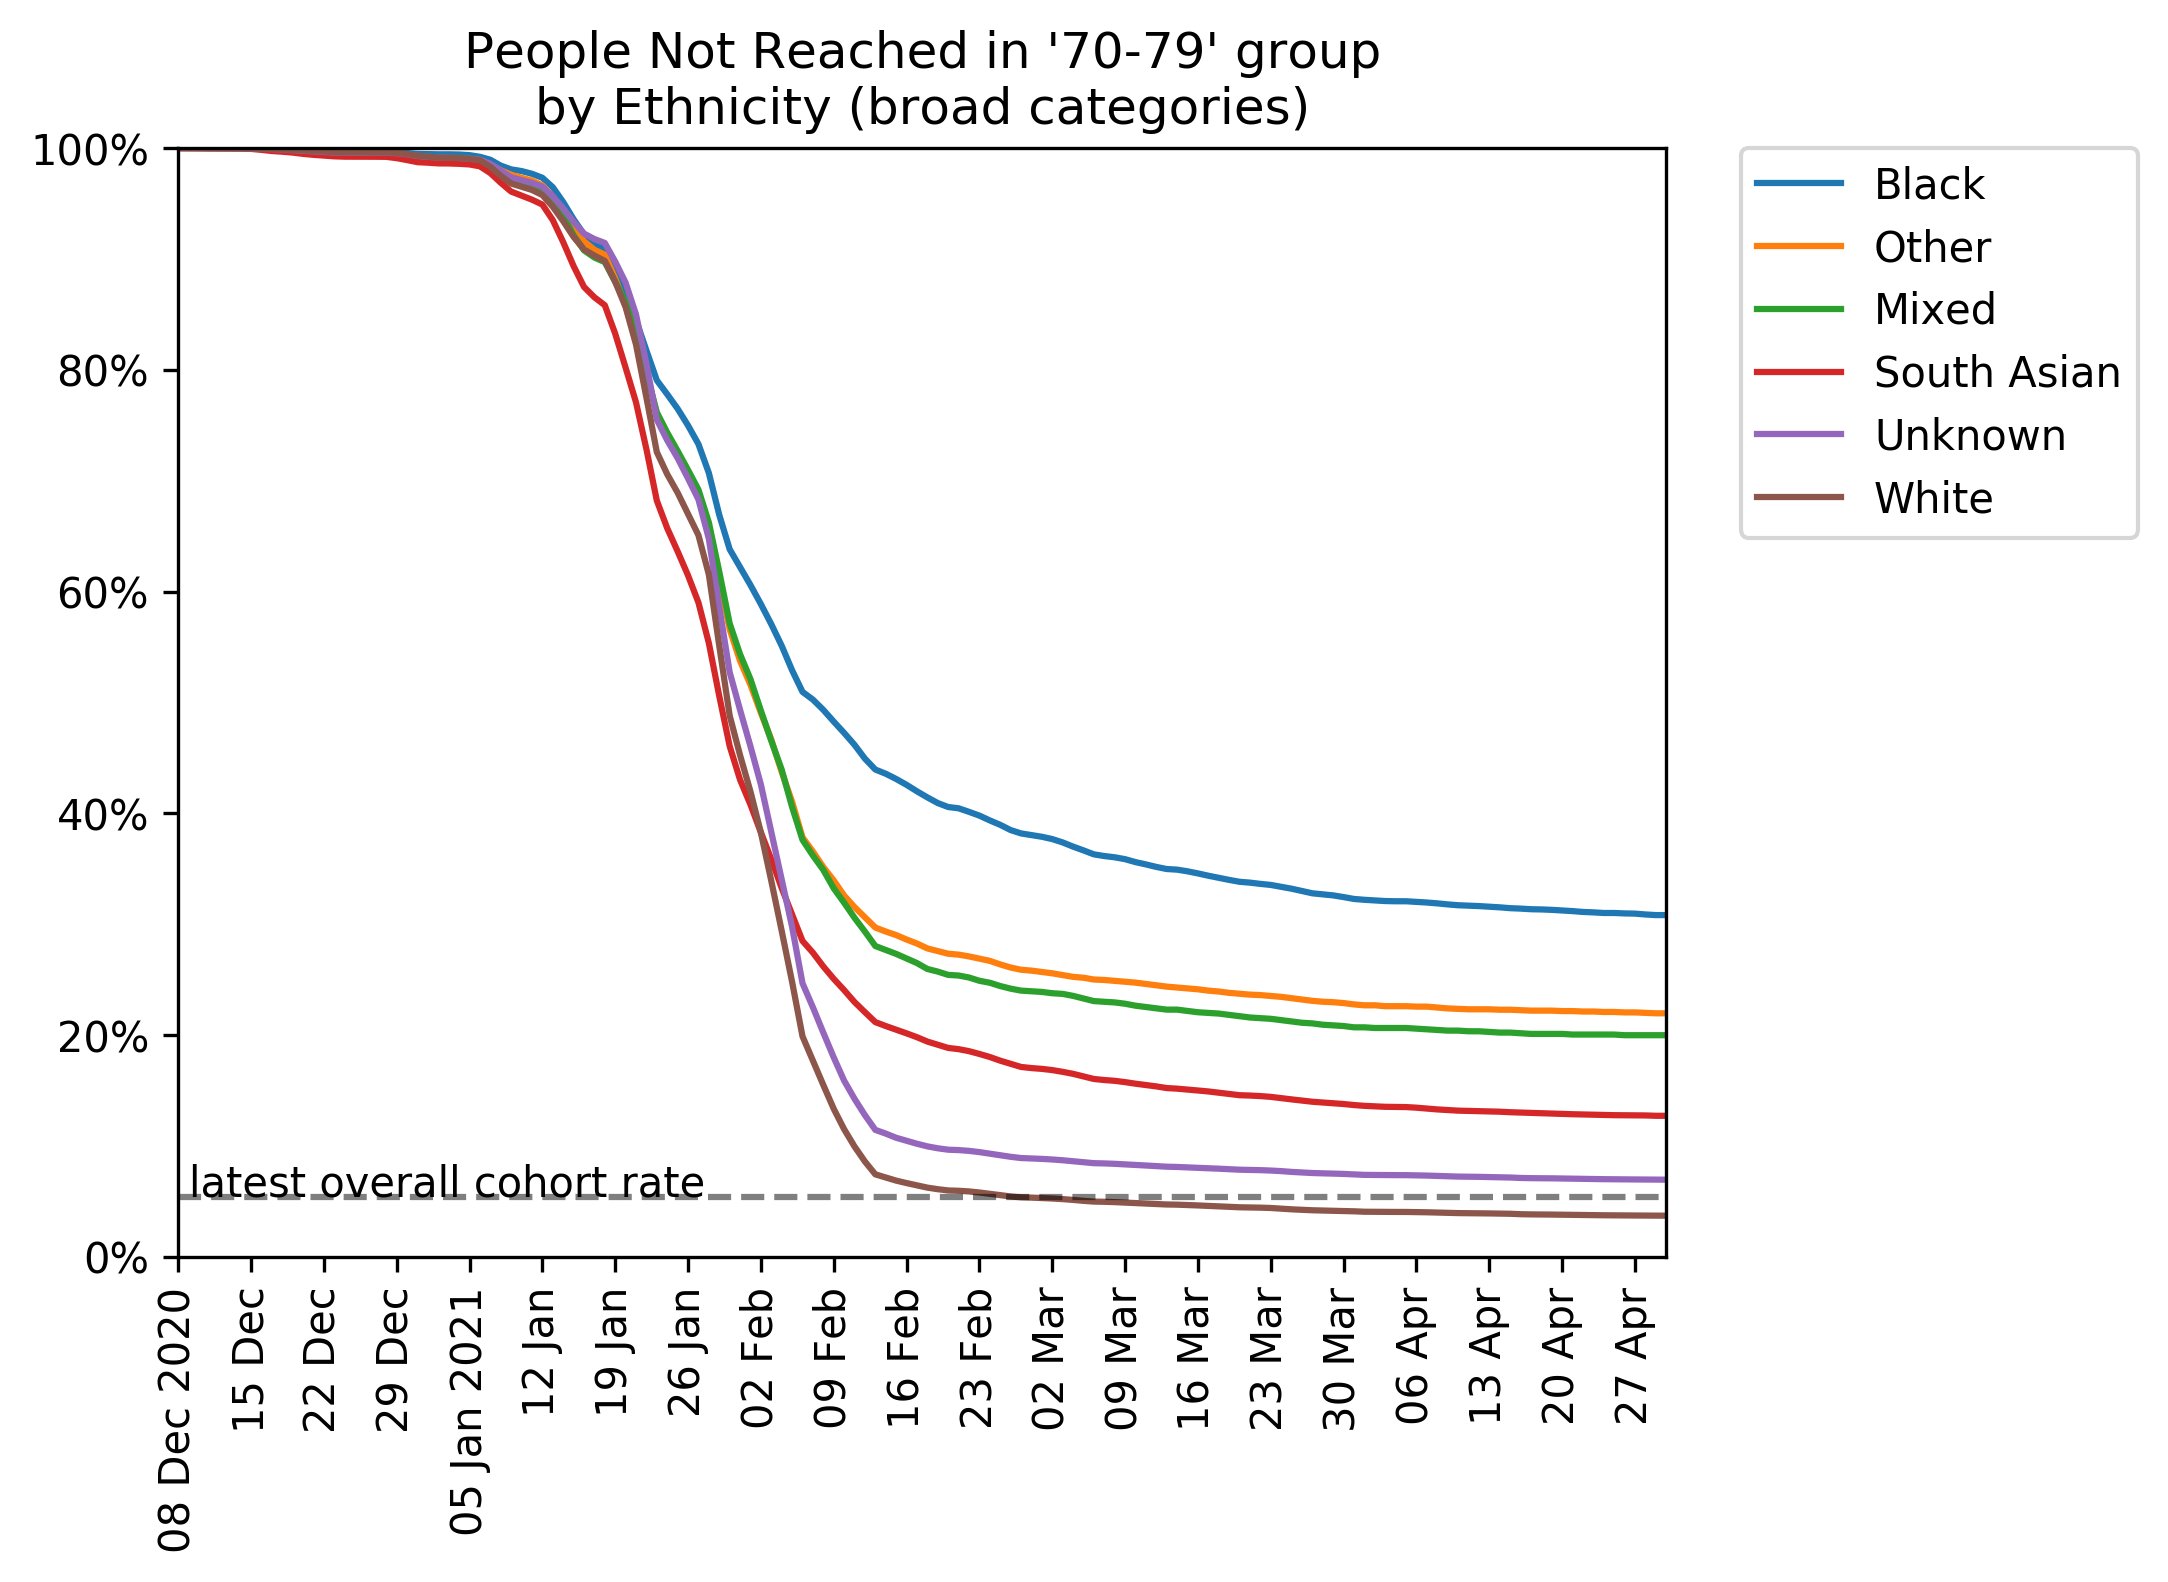 People Not Reached in '70-79' group
by Ethnicity (broad categories)
100%
80%
60%
40%
20%
0%
latest overall cohort rate
08 Dec 2020
15 Dec
22 Dec
29 Dec
05 Jan 2021
12 Jan
19 Jan
26 Jan
02 Feb
09 Feb
16 Feb
23 Feb
02 Mar
09 Mar
16 Mar
23 Mar
30 Mar
06 Apr
13 Apr
20 Apr
27 Apr
Black
Other
Mixed
South Asian
Unknown
White